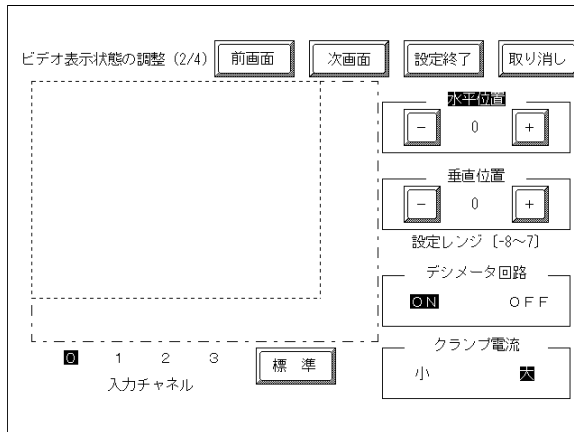 ビデオ表示状態の調整 (2/4) 前画面 次画面 設定終了 取り消し
水平位置
- 0 +
垂直位置
- 0 +
設定レンジ [-8～7]
デシメータ回路
ON OFF
クランプ電流
小 大
0 1 2 3
入力チャネル
標 準